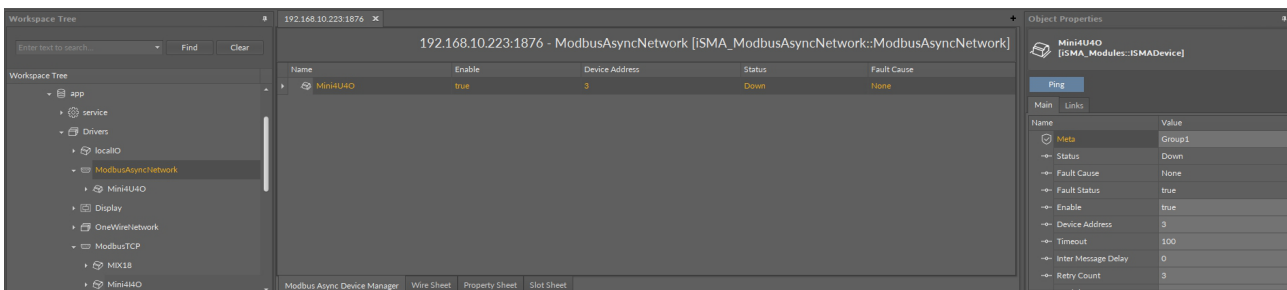 Workspace Tree
Enter text to search...
Find
Clear
Workspace Tree
app
service
Drivers
localIO
ModbusAsyncNetwork
Mini4U4O
Display
OneWireNetwork
ModbusTCP
MIX18
Mini4I4O
192.168.10.223:1876
192.168.10.223:1876 - ModbusAsyncNetwork [iSMA_ModbusAsyncNetwork::ModbusAsyncNetwork]
Name Enable Device Address Status Fault Cause
Mini4U4O true 3 Down None
Modbus Async Device Manager Wire Sheet Property Sheet Slot Sheet
Object Properties
Mini4U4O
[iSMA_Modules::ISMADevice]
Ping
Main Links
Name Value
Meta Group1
Status Down
Fault Cause None
Fault Status true
Enable true
Device Address 3
Timeout 100
Inter Message Delay 0
Retry Count 3